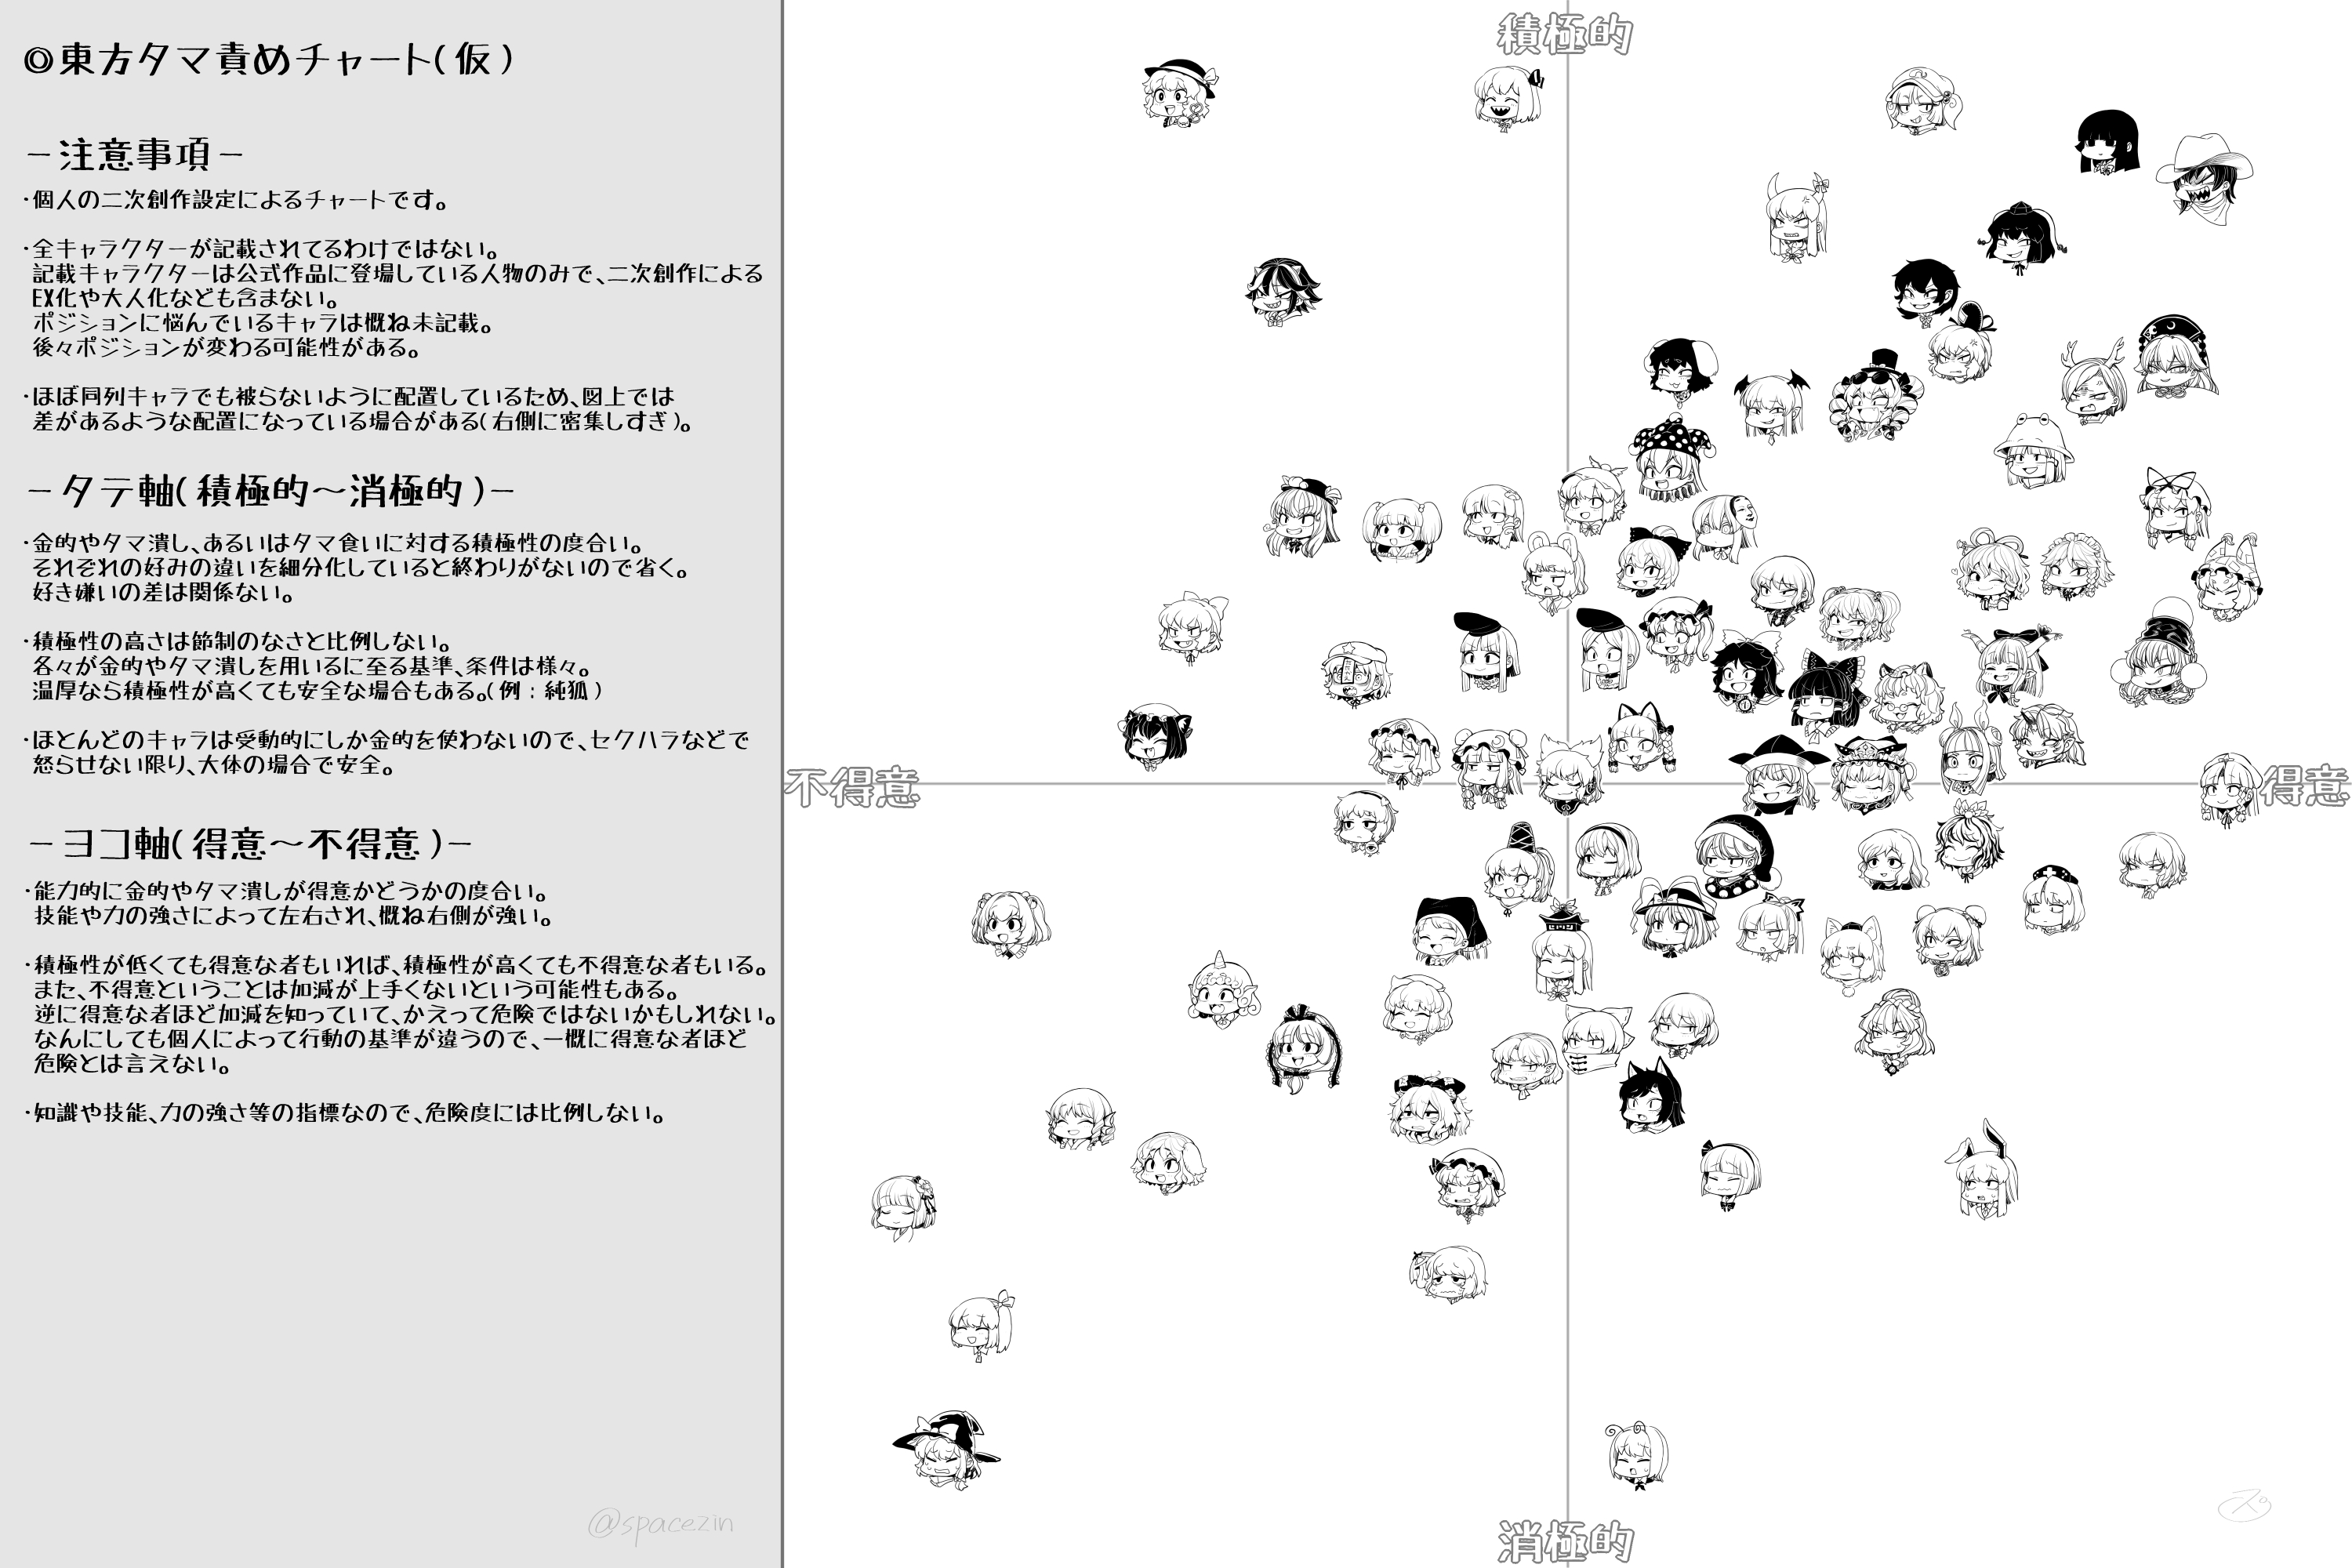 ◎東方タマ責めチャート(仮)
－注意事項－
・個人の二次創作設定によるチャートです。
・全キャラクターが記載されてるわけではない。
記載キャラクターは公式作品に登場している人物のみで、二次創作による
EX化や大人化なども含まない。
ポジションに悩んでいるキャラは概ね未記載。
後々ポジションが変わる可能性がある。
・ほぼ同列キャラでも被らないように配置しているため、図上では
差があるような配置になっている場合がある(右側に密集しすぎ)。
－タテ軸(積極的～消極的)－
・金的やタマ潰し、あるいはタマ食いに対する積極性の度合い。
それぞれの好みの違いを細分化していると終わりがないので省く。
好き嫌いの差は関係ない。
・積極性の高さは節制のなさと比例しない。
各々が金的やタマ潰しを用いるに至る基準、条件は様々。
温厚なら積極性が高くても安全な場合もある。(例：純狐)
・ほとんどのキャラは受動的にしか金的を使わないので、セクハラなどで
怒らせない限り、大体の場合で安全。
－ヨコ軸(得意～不得意)－
・能力的に金的やタマ潰しが得意かどうかの度合い。
技能や力の強さによって左右され、概ね右側が強い。
・積極性が低くても得意な者もいれば、積極性が高くても不得意な者もいる。
また、不得意ということは加減が上手くないという可能性もある。
逆に得意な者ほど加減を知っていて、かえって危険ではないかもしれない。
なんにしても個人によって行動の基準が違うので、一概に得意な者ほど
危険とは言えない。
・知識や技能、力の強さ等の指標なので、危険度には比例しない。
@spacezin
積極的
不得意
得意
消極的